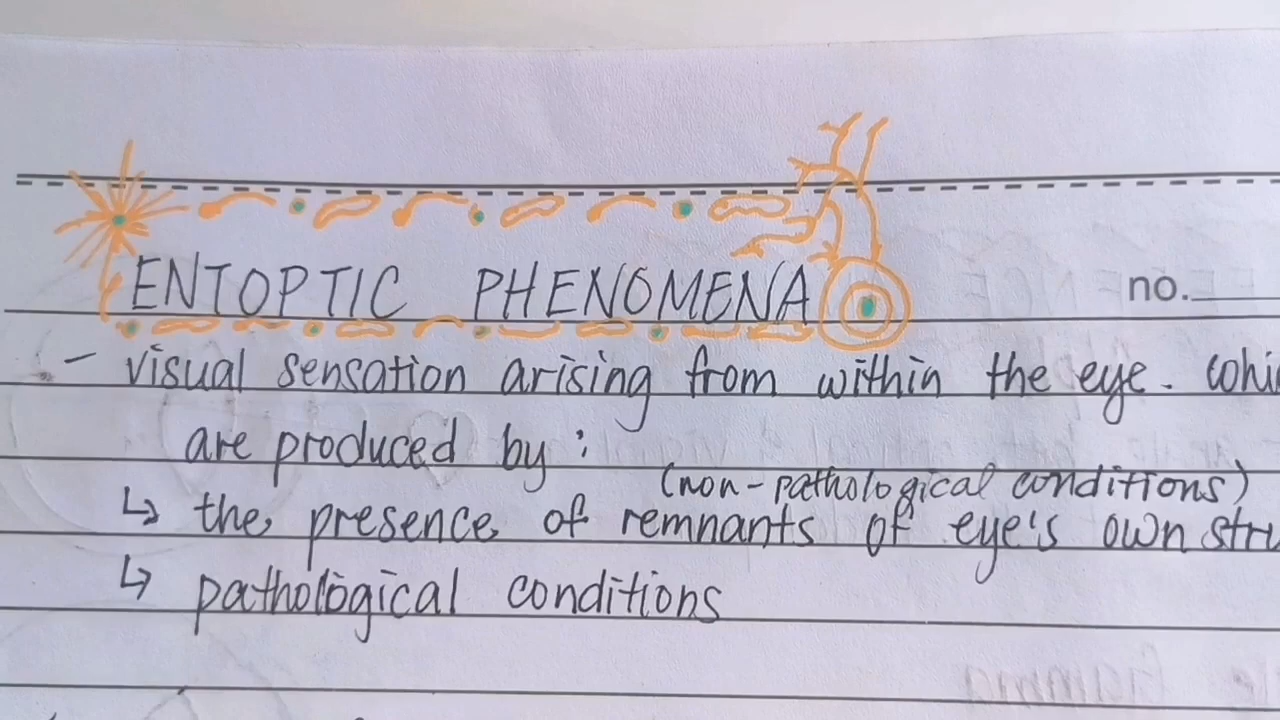 ENTOPTIC PHENOMENA
no.
- visual sensation arising from within the eye.
are produced by :
(non-pathological conditions)
↳ the presence of remnants of eye's own
↳ pathological conditions